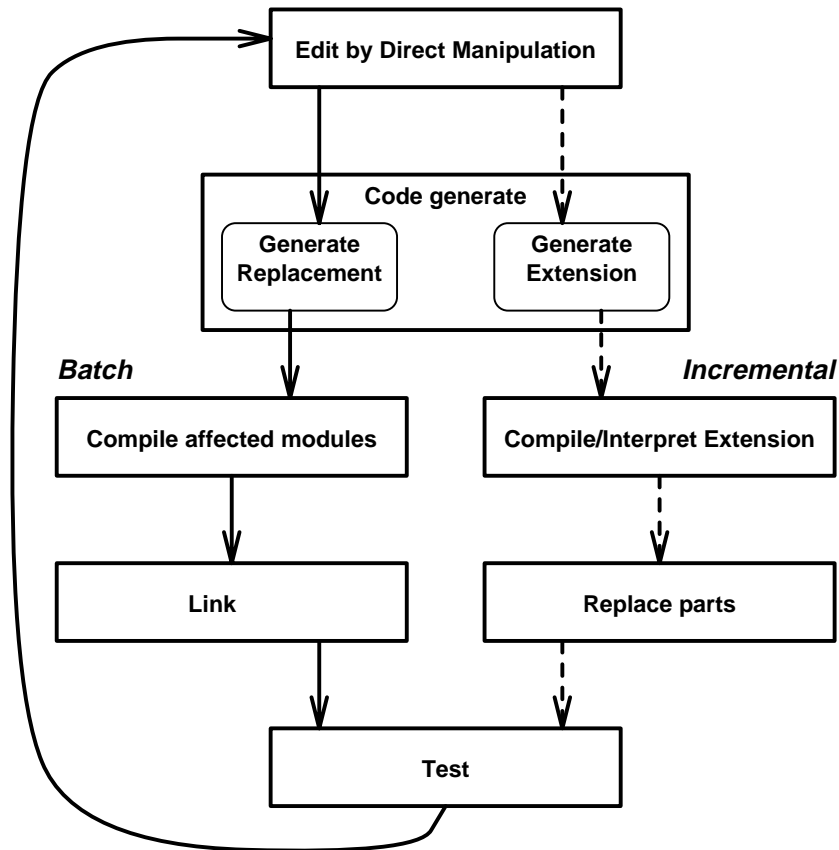 Edit by Direct Manipulation
Code generate
Generate
Replacement
Generate
Extension
Batch
Incremental
Compile affected modules
Compile/Interpret Extension
Link
Replace parts
Test